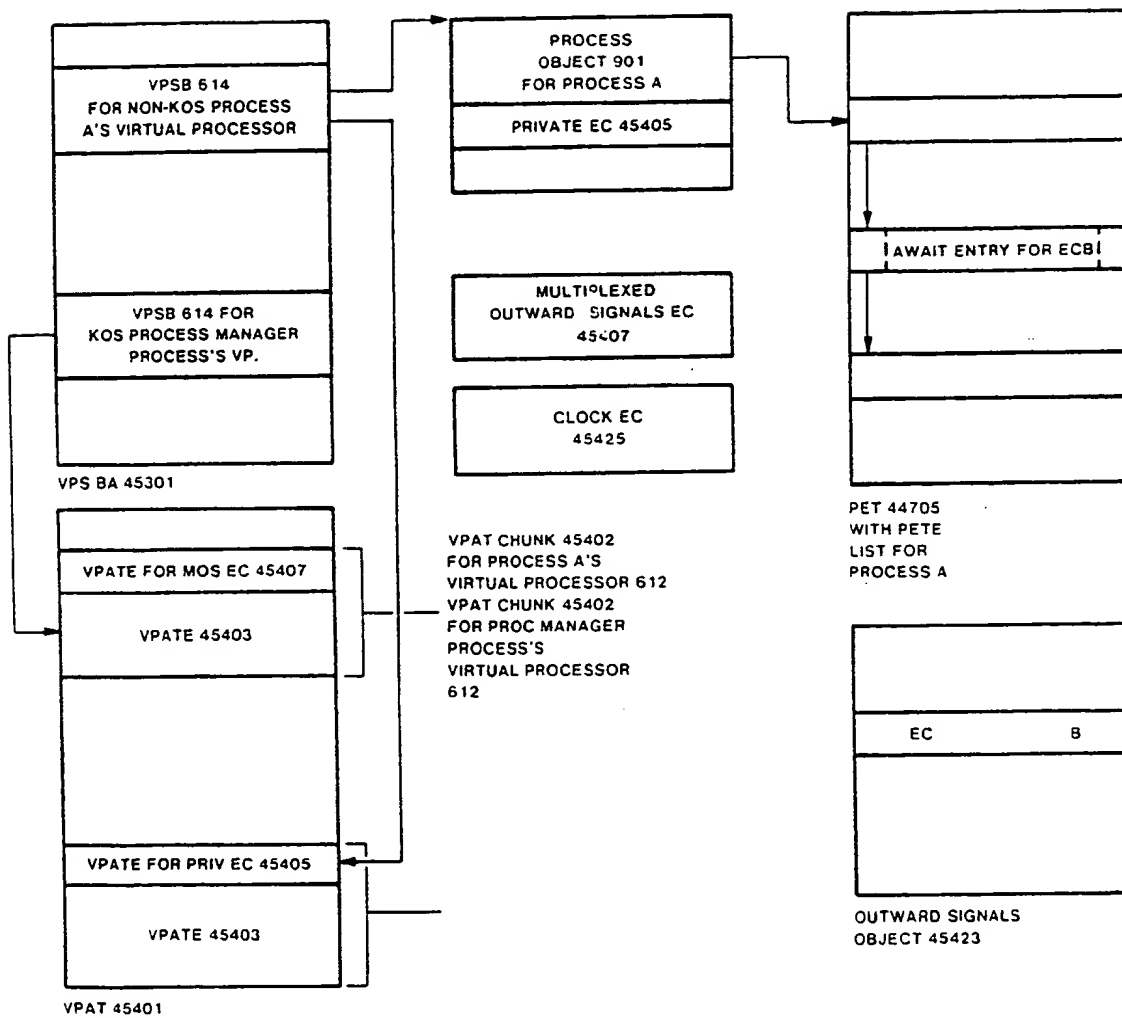 VPSB 614
FOR NON-KOS PROCESS
A'S VIRTUAL PROCESSOR
VPSB 614 FOR
KOS PROCESS MANAGER
PROCESS'S VP.
VPS BA 45301
PROCESS
OBJECT 901
FOR PROCESS A
PRIVATE EC 45405
MULTIPLEXED
OUTWARD SIGNALS EC
45407
CLOCK EC
45425
AWAIT ENTRY FOR ECB
PET 44705
WITH PETE
LIST FOR
PROCESS A
VPATE FOR MOS EC 45407
VPATE 45403
VPATE FOR PRIV EC 45405
VPATE 45403
VPAT 45401
VPAT CHUNK 45402
FOR PROCESS A'S
VIRTUAL PROCESSOR 612
VPAT CHUNK 45402
FOR PROC MANAGER
PROCESS'S
VIRTUAL PROCESSOR
612
EC B
OUTWARD SIGNALS
OBJECT 45423